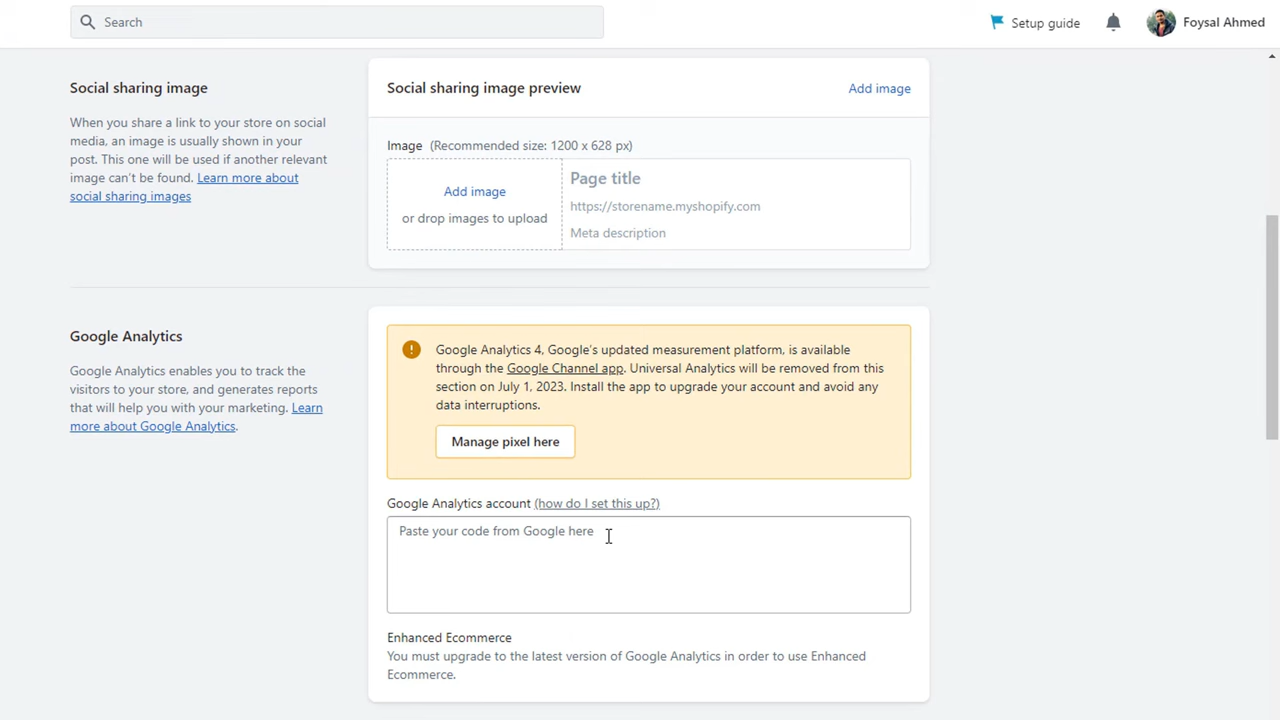 Search
Setup guide
Foysal Ahmed
Social sharing image
When you share a link to your store on social
media, an image is usually shown in your
post. This one will be used if another relevant
image can't be found. Learn more about
social sharing images
Social sharing image preview
Add image
Image (Recommended size: 1200 x 628 px)
Add image
or drop images to upload
Page title
https://storename.myshopify.com
Meta description
Google Analytics
Google Analytics enables you to track the
visitors to your store, and generates reports
that will help you with your marketing. Learn
more about Google Analytics.
Google Analytics 4, Google's updated measurement platform, is available
through the Google Channel app. Universal Analytics will be removed from this
section on July 1, 2023. Install the app to upgrade your account and avoid any
data interruptions.
Manage pixel here
Google Analytics account (how do I set this up?)
Paste your code from Google here
Enhanced Ecommerce
You must upgrade to the latest version of Google Analytics in order to use Enhanced
Ecommerce.